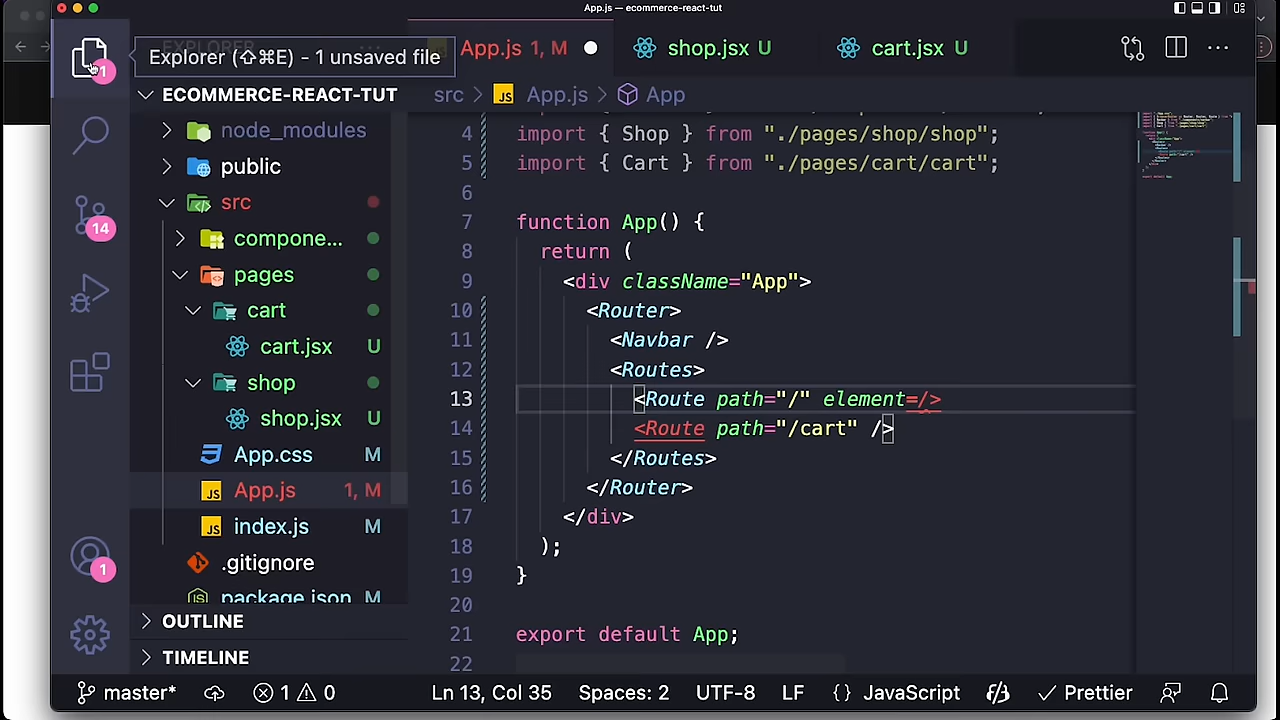 App.js — ecommerce-react-tut
Explorer (⇧⌘E) - 1 unsaved file
App.js 1, M
shop.jsx U
cart.jsx U
1
ECOMMERCE-REACT-TUT
src > App.js > App
node_modules
public
src
compone...
pages
cart
cart.jsx U
shop
shop.jsx U
App.css M
App.js 1, M
index.js M
.gitignore
package.json M
OUTLINE
TIMELINE
14
1
4 import { Shop } from "./pages/shop/shop";
5 import { Cart } from "./pages/cart/cart";
6
7 function App() {
8 return (
9 <div className="App">
10 <Router>
11 <Navbar />
12 <Routes>
13 <Route path="/" element=/>
14 <Route path="/cart" />
15 </Routes>
16 </Router>
17 </div>
18 );
19 }
20
21 export default App;
22
master* 1 0 Ln 13, Col 35 Spaces: 2 UTF-8 LF {} JavaScript Prettier